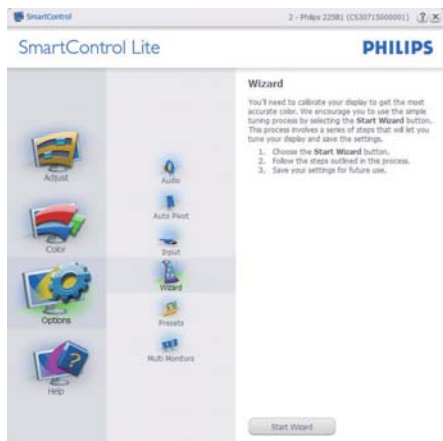 SmartControl
2 - Philips 225B1 (CS30715000001)
SmartControl Lite
PHILIPS
Adjust
Color
Options
Help
Audio
Auto Pivot
Input
Wizard
Presets
Multi Monitors
Wizard
You'll need to calibrate your display to get the most
accurate color. We encourage you to use the simple
tuning process by selecting the Start Wizard button.
This process involves a series of steps that will let you
tune your display and save the settings.
1. Choose the Start Wizard button.
2. Follow the steps outlined in this process.
3. Save your settings for future use.
Start Wizard